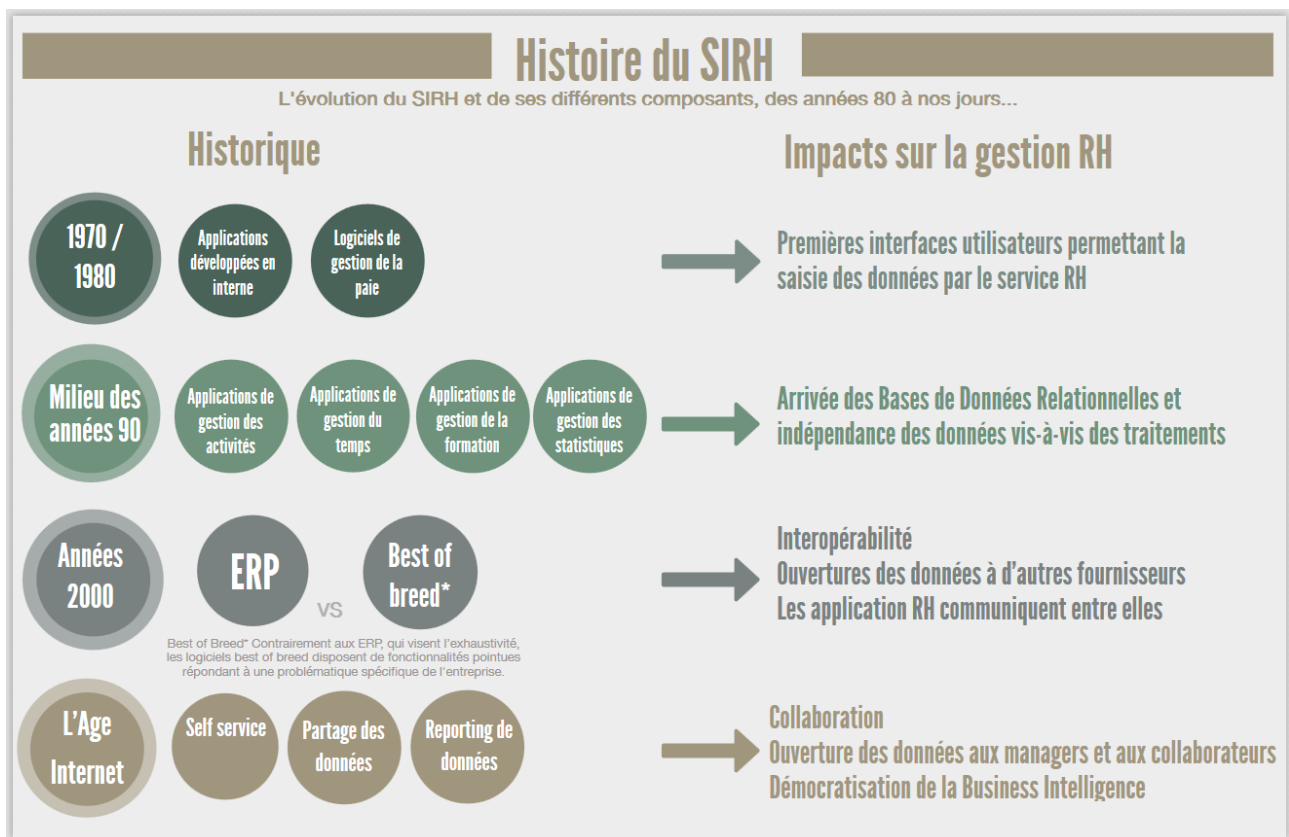 Histoire du SIRH
L'évolution du SIRH et de ses différents composants, des années 80 à nos jours...
Historique
Impacts sur la gestion RH
1970 /
1980
Applications
développées en
interne
Logiciels de
gestion de la
paie
Premières interfaces utilisateurs permettant la
saisie des données par le service RH
Milieu des
années 90
Applications de
gestion des
activités
Applications de
gestion du
temps
Applications de
gestion de la
formation
Applications de
gestion des
statistiques
Arrivée des Bases de Données Relationnelles et
indépendance des données vis-à-vis des traitements
Années
2000
ERP
vs
Best of
breed*
Best of Breed* Contrairement aux ERP, qui visent l'exhaustivité,
les logiciels best of breed disposent de fonctionnalités pointues
répondant à une problématique spécifique de l'entreprise.
Interopérabilité
Ouvertures des données à d'autres fournisseurs
Les application RH communiquent entre elles
L'Age
Internet
Self service
Partage des
données
Reporting de
données
Collaboration
Ouverture des données aux managers et aux collaborateurs
Démocratisation de la Business Intelligence